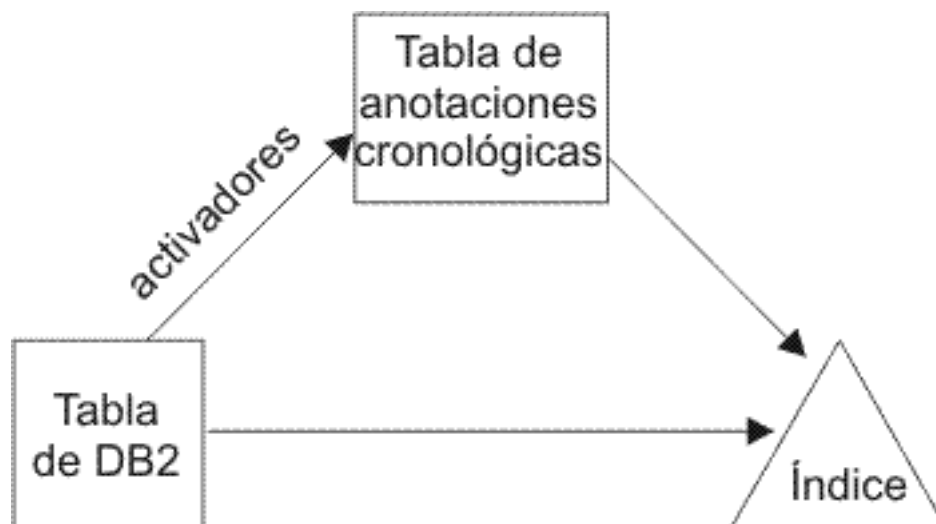 Tabla de
anotaciones
cronológicas
activadores
Tabla
de DB2
Índice